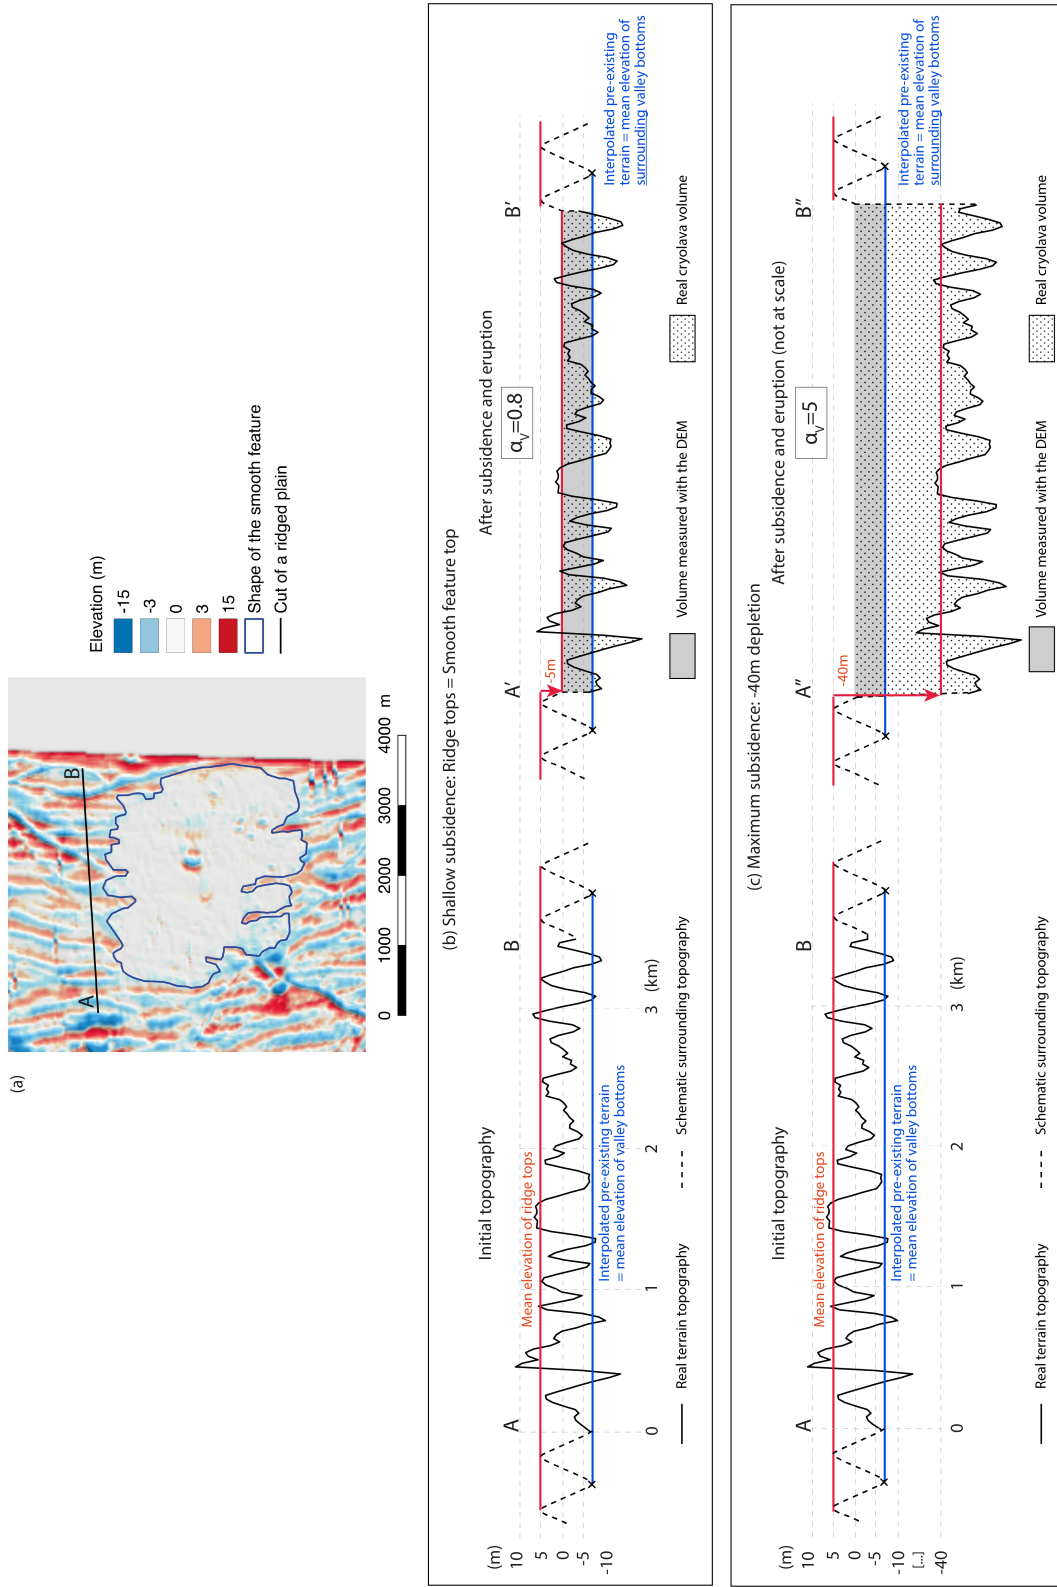 (a)
A
B
0 1000 2000 3000 4000 m
Elevation (m)
-15
-3
0
3
15
Shape of the smooth feature
Cut of a ridged plain
(b) Shallow subsidence: Ridge tops = Smooth feature top
Initial topography
After subsidence and eruption
αV=0.8
(m)
10
5
0
-5
-10
A
B
A'
B'
Mean elevation of ridge tops
-5m
Interpolated pre-existing terrain
= mean elevation of valley bottoms
Interpolated pre-existing
terrain = mean elevation of
surrounding valley bottoms
0 1 2 3 (km)
Real terrain topography
Schematic surrounding topography
Volume measured with the DEM
Real cryolava volume
(c) Maximum subsidence: -40m depletion
Initial topography
After subsidence and eruption (not at scale)
αV=5
(m)
10
5
0
-5
-10
[...]
-40
A
B
A''
B''
Mean elevation of ridge tops
-40m
Interpolated pre-existing terrain
= mean elevation of valley bottoms
Interpolated pre-existing
terrain = mean elevation of
surrounding valley bottoms
0 1 2 3 (km)
Real terrain topography
Schematic surrounding topography
Volume measured with the DEM
Real cryolava volume